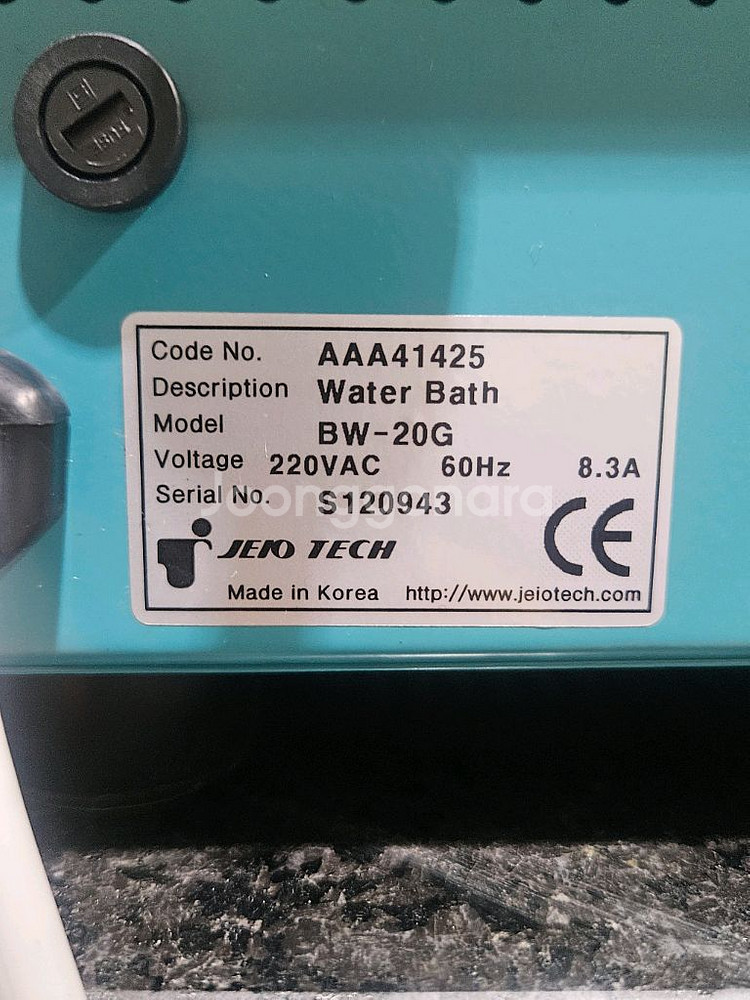 Code No. AAA41425
Description Water Bath
Model BW-20G
Voltage 220VAC 60Hz 8.3A
Serial No. S120943
Joonggonara
JEIO TECH
CE
Made in Korea http://www.jeiotech.com